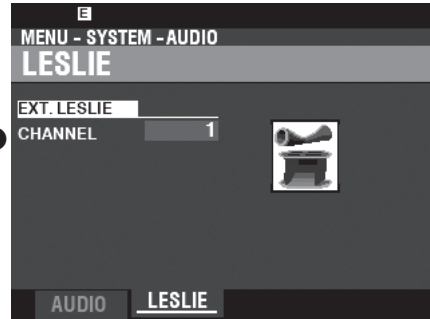 E
MENU - SYSTEM - AUDIO
LESLIE
EXT. LESLIE
CHANNEL 1
AUDIO LESLIE